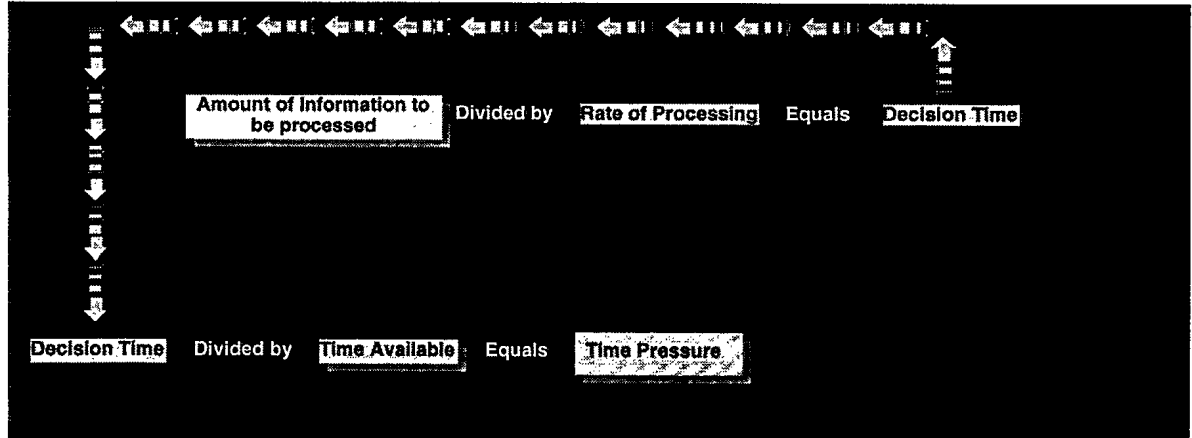 Amount of Information to be processed Divided by Rate of Processing Equals Decision Time
Decision Time Divided by Time Available Equals Time Pressure